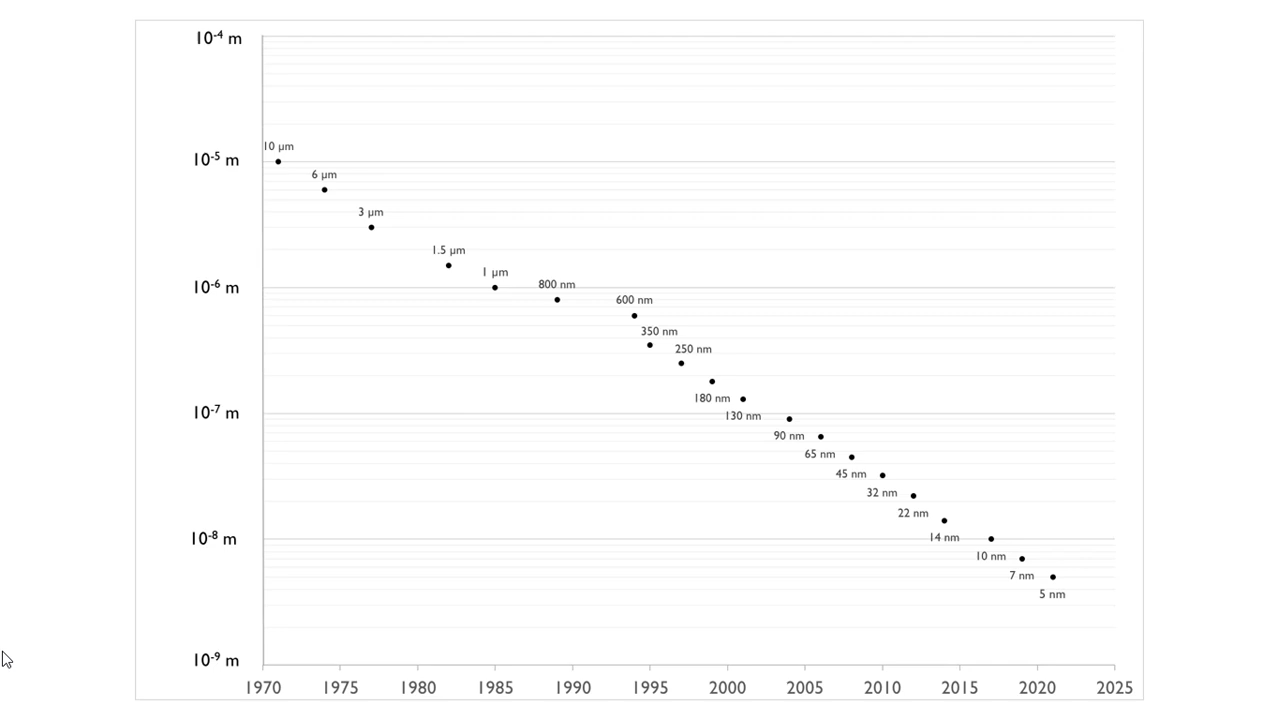 10-4 m
10 µm
10-5 m
6 µm
3 µm
1.5 µm
1 µm
10-6 m
800 nm
600 nm
350 nm
250 nm
180 nm
10-7 m
130 nm
90 nm
65 nm
45 nm
32 nm
22 nm
10-8 m
14 nm
10 nm
7 nm
5 nm
10-9 m
1970 1975 1980 1985 1990 1995 2000 2005 2010 2015 2020 2025